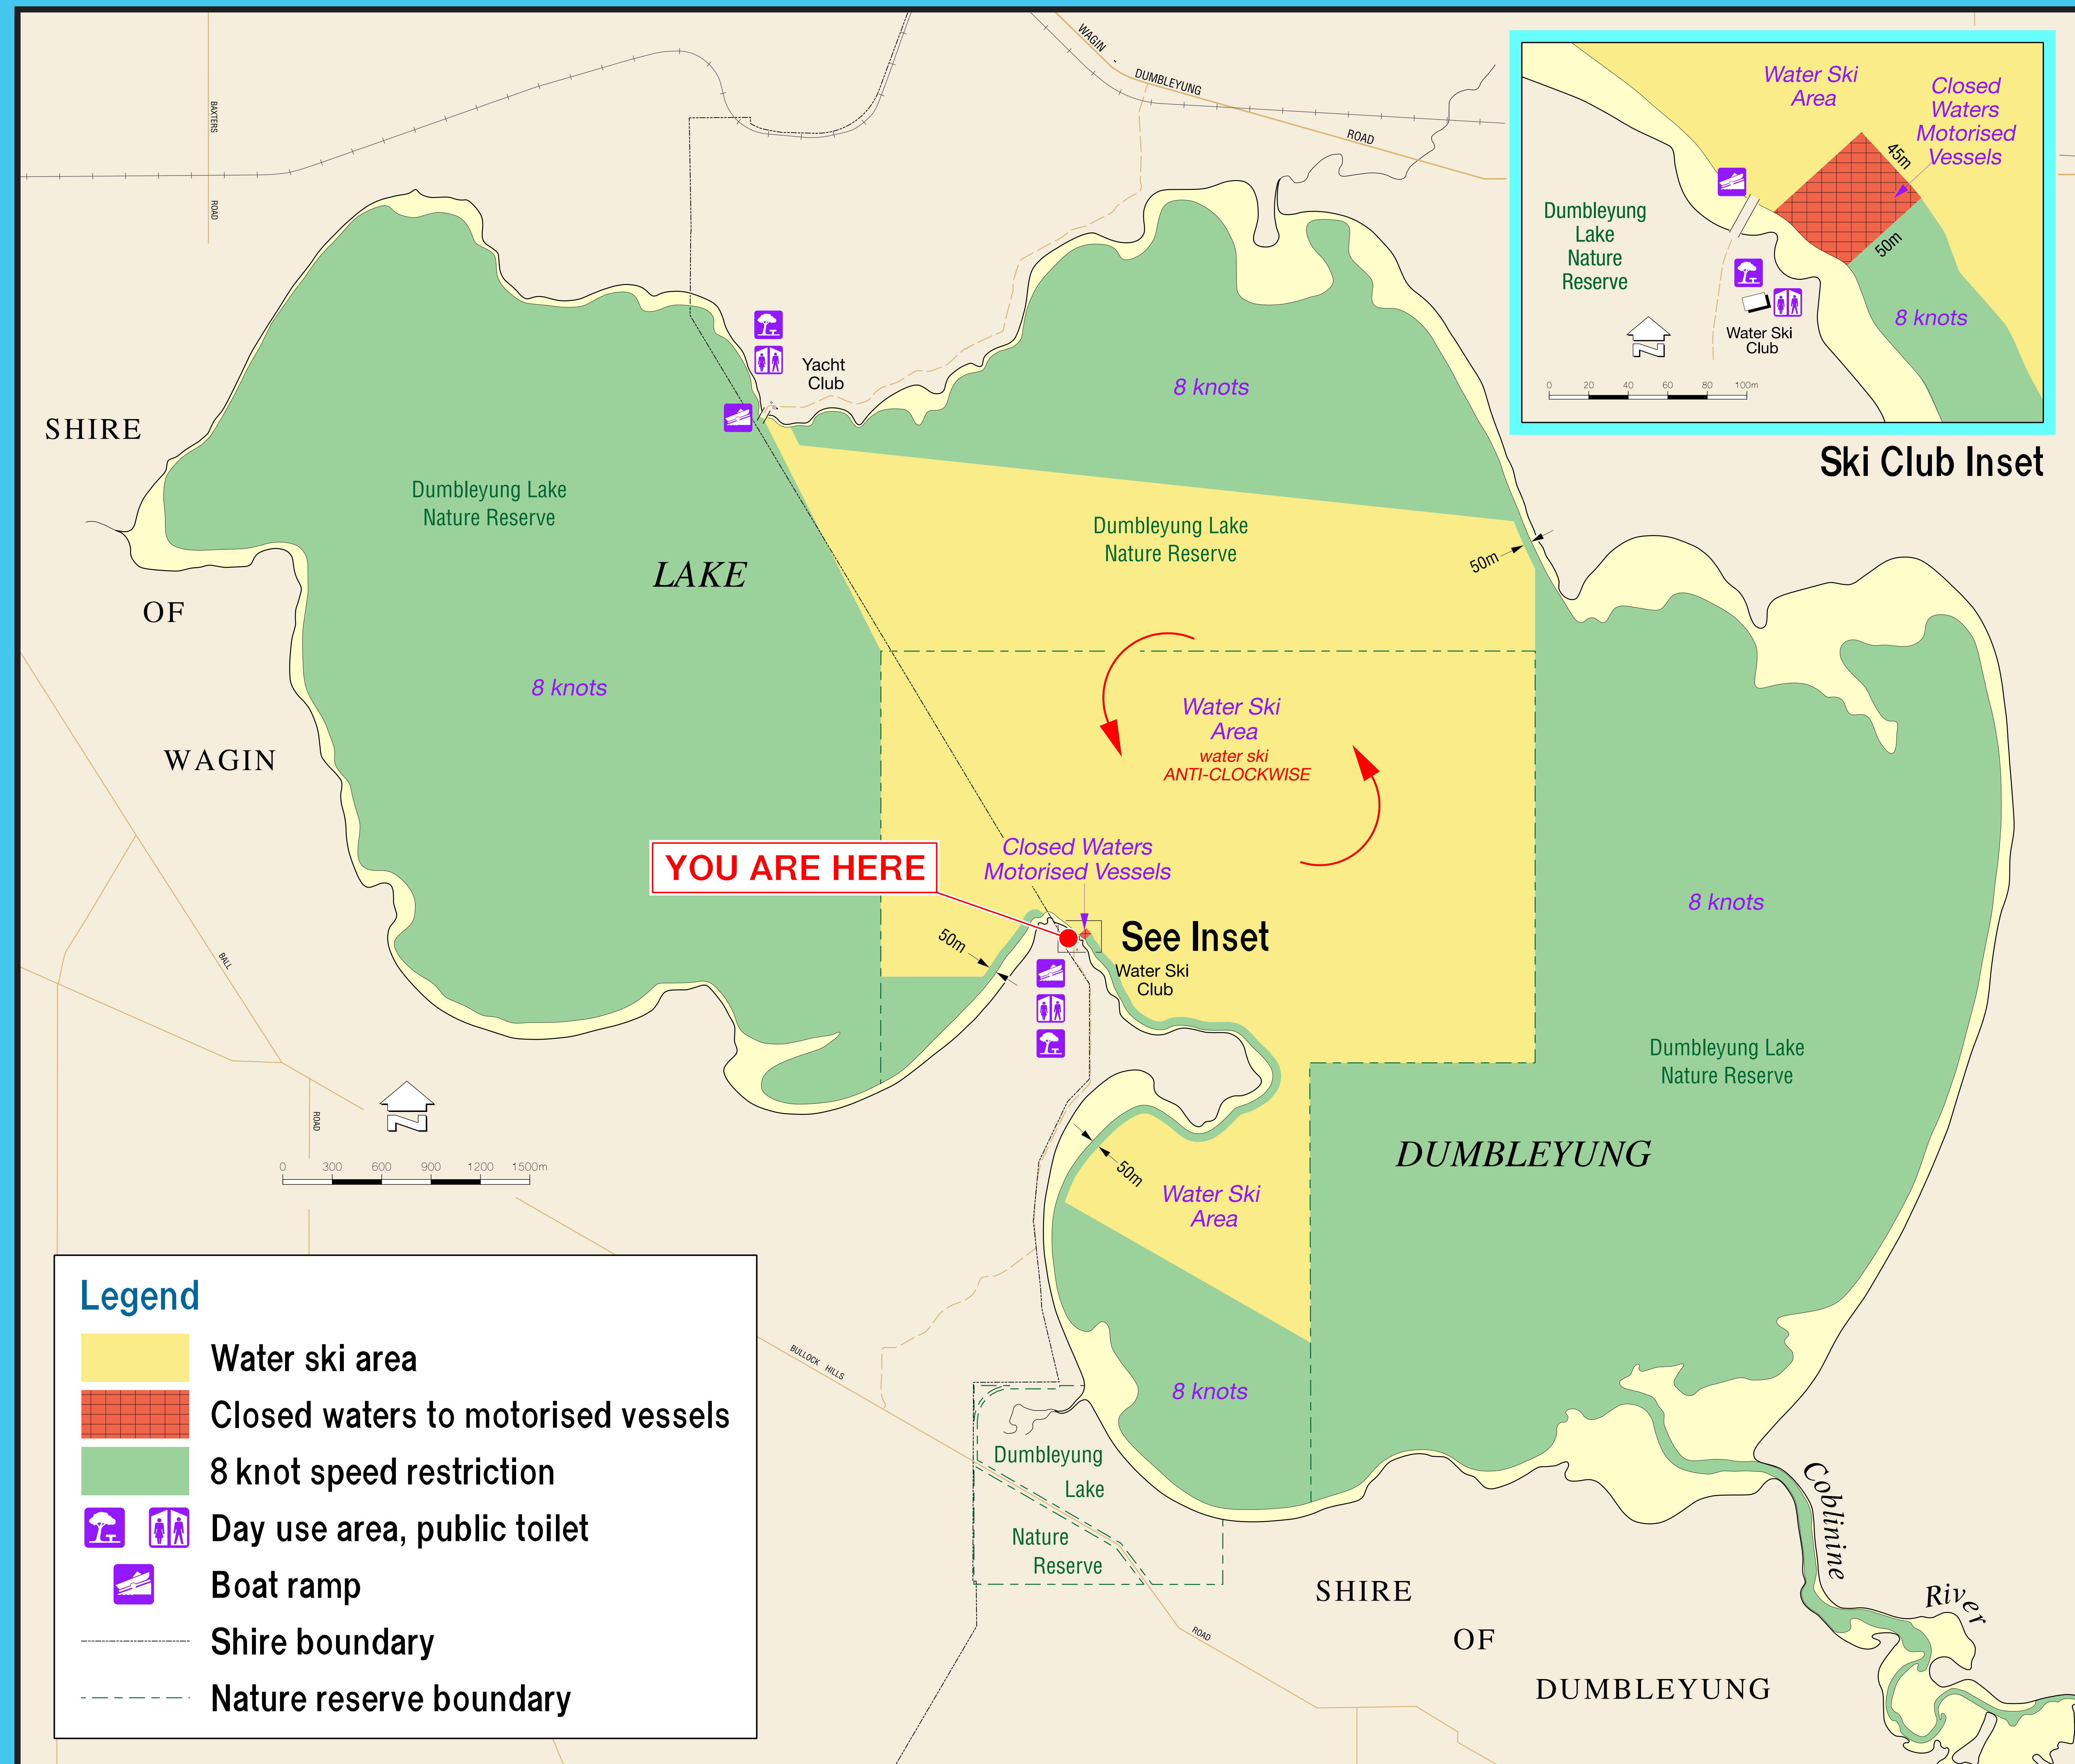 WAGIN - DUMBLEYUNG ROAD
BAXTERS ROAD
Water Ski
Area
Closed
Waters
Motorised
Vessels
45m
50m
Dumbleyung
Lake
Nature
Reserve
8 knots
Water Ski
Club
0 20 40 60 80 100m
N
Ski Club Inset
Yacht
Club
8 knots
SHIRE
OF
WAGIN
Dumbleyung Lake
Nature Reserve
LAKE
8 knots
Dumbleyung Lake
Nature Reserve
50m
Water Ski
Area
water ski
ANTI-CLOCKWISE
Closed Waters
Motorised Vessels
YOU ARE HERE
See Inset
50m
Water Ski
Club
8 knots
Dumbleyung Lake
Nature Reserve
DUMBLEYUNG
BALL
ROAD
N
0 300 600 900 1200 1500m
50m
Water Ski
Area
8 knots
BULLOCK HILLS
ROAD
Dumbleyung
Lake
Nature
Reserve
Coblinine
River
SHIRE
OF
DUMBLEYUNG
Legend
Water ski area
Closed waters to motorised vessels
8 knot speed restriction
Day use area, public toilet
Boat ramp
Shire boundary
Nature reserve boundary